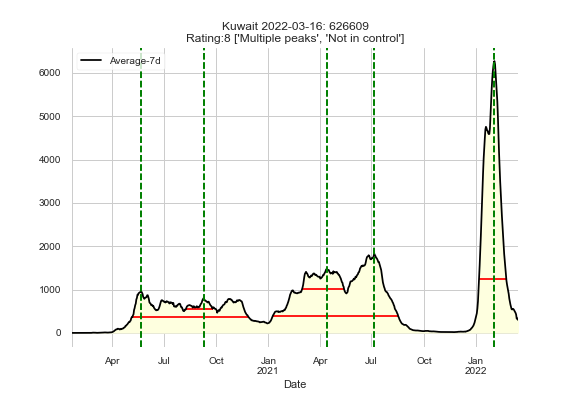 Kuwait 2022-03-16: 626609
Rating:8 ['Multiple peaks', 'Not in control']
Average-7d
6000
5000
4000
3000
2000
1000
0
Apr Jul Oct Jan Apr Jul Oct Jan
2021 2022
Date